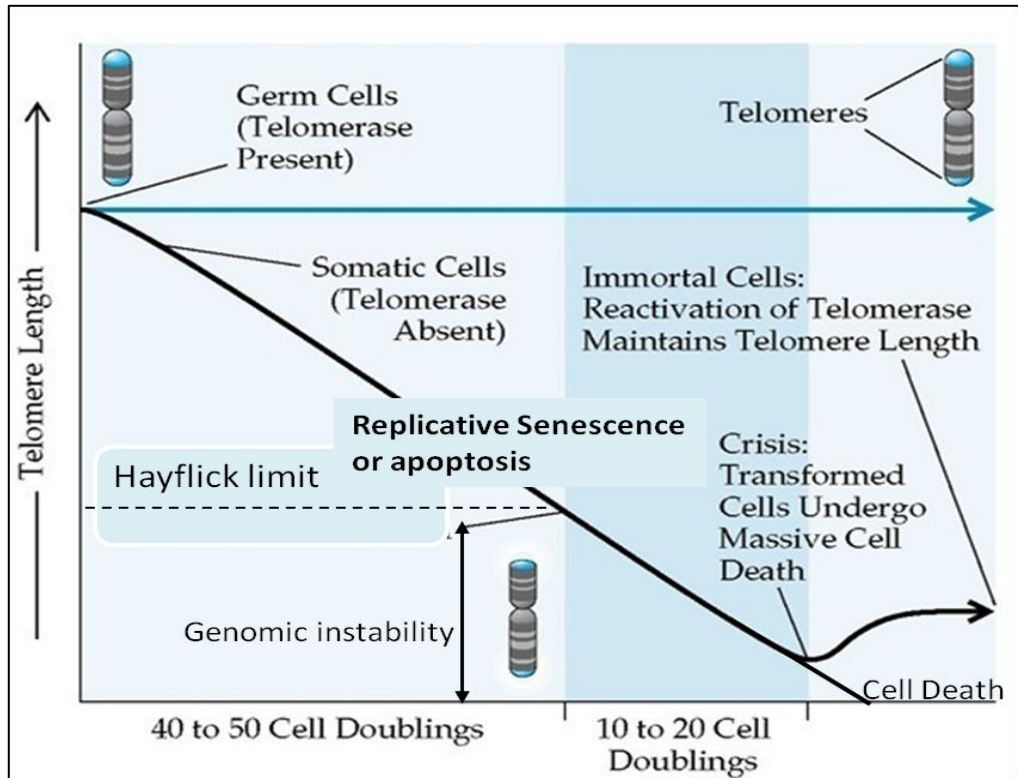 Germ Cells
(Telomerase
Present)
Telomeres
Telomere Length
Somatic Cells
(Telomerase
Absent)
Immortal Cells:
Reactivation of Telomerase
Maintains Telomere Length
Replicative Senescence
or apoptosis
Hayflick limit
Crisis:
Transformed
Cells Undergo
Massive Cell
Death
Genomic instability
Cell Death
40 to 50 Cell Doublings
10 to 20 Cell
Doublings